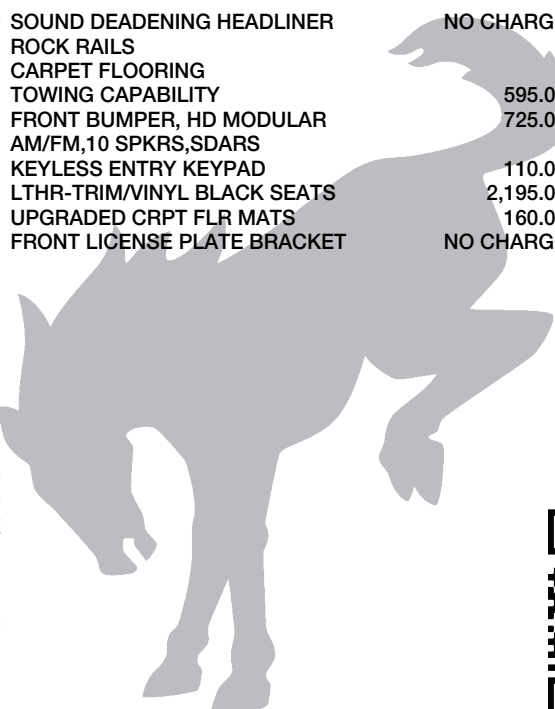 SOUND DEADENING HEADLINER NO CHARG
ROCK RAILS
CARPET FLOORING
TOWING CAPABILITY 595.0
FRONT BUMPER, HD MODULAR 725.0
AM/FM,10 SPKRS,SDARS
KEYLESS ENTRY KEYPAD 110.0
LTHR-TRIM/VINYL BLACK SEATS 2,195.0
UPGRADED CRPT FLR MATS 160.0
FRONT LICENSE PLATE BRACKET NO CHARG